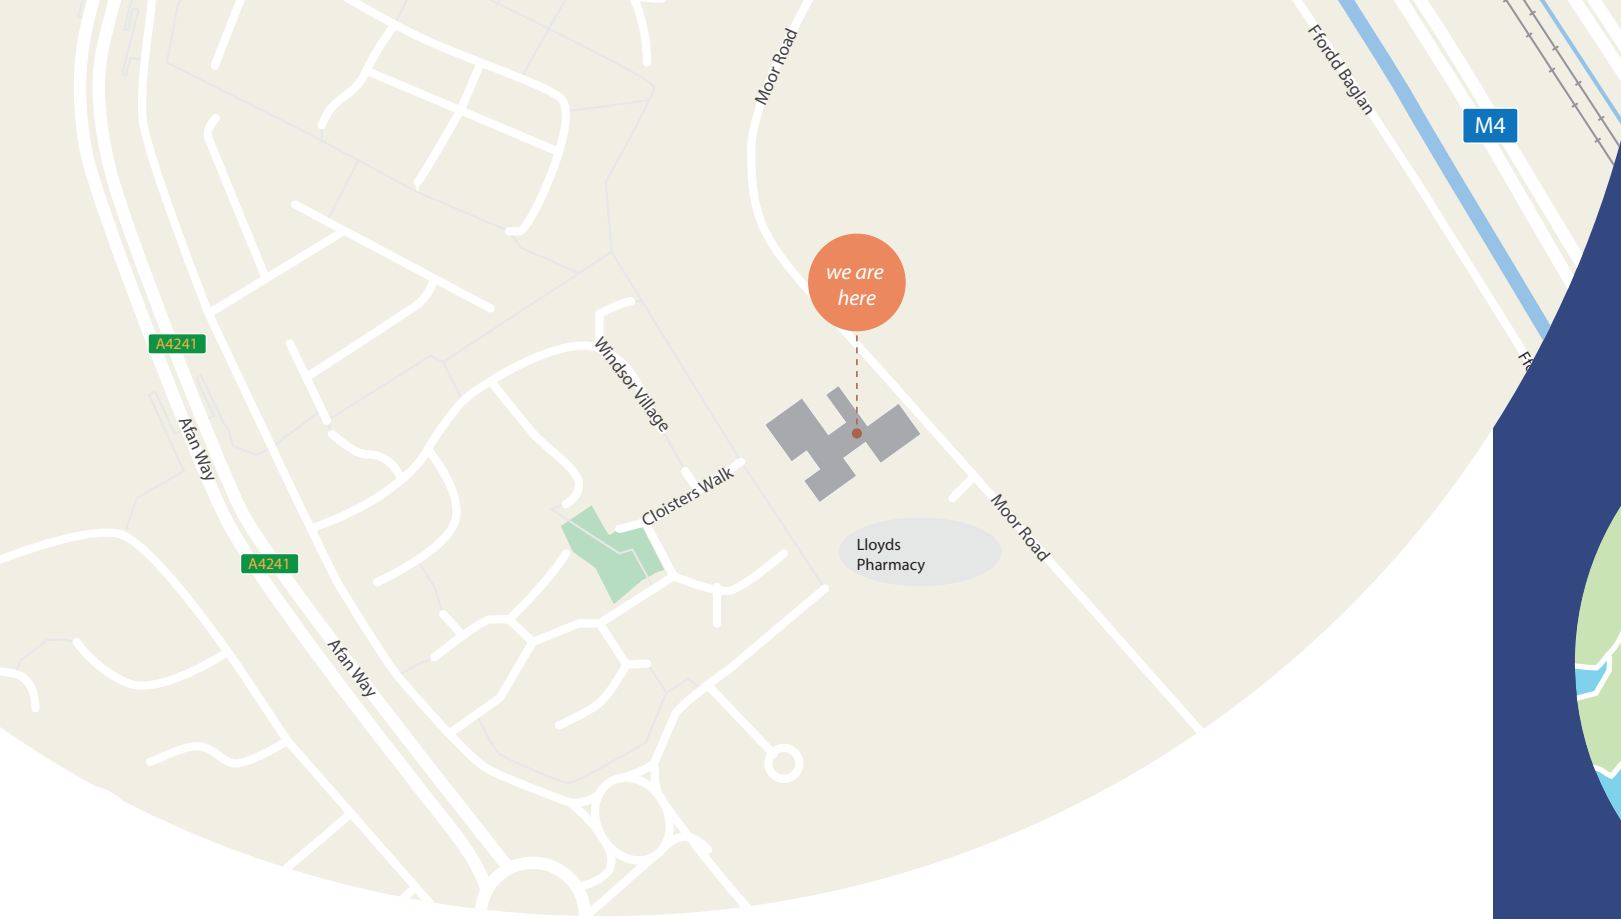 Moor Road
Ffordd Baglan
M4
we are
here
A4241
Windsor Village
Afan Way
Cloisters Walk
Moor Road
Lloyds
Pharmacy
A4241
Afan Way